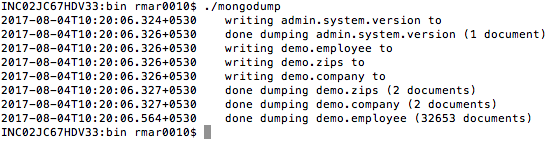 INC02JC67HDV33:bin rmar0010$ ./mongodump
2017-08-04T10:20:06.324+0530 writing admin.system.version to
2017-08-04T10:20:06.326+0530 done dumping admin.system.version (1 document)
2017-08-04T10:20:06.326+0530 writing demo.employee to
2017-08-04T10:20:06.326+0530 writing demo.zips to
2017-08-04T10:20:06.326+0530 writing demo.company to
2017-08-04T10:20:06.327+0530 done dumping demo.zips (2 documents)
2017-08-04T10:20:06.327+0530 done dumping demo.company (2 documents)
2017-08-04T10:20:06.564+0530 done dumping demo.employee (32653 documents)
INC02JC67HDV33:bin rmar0010$